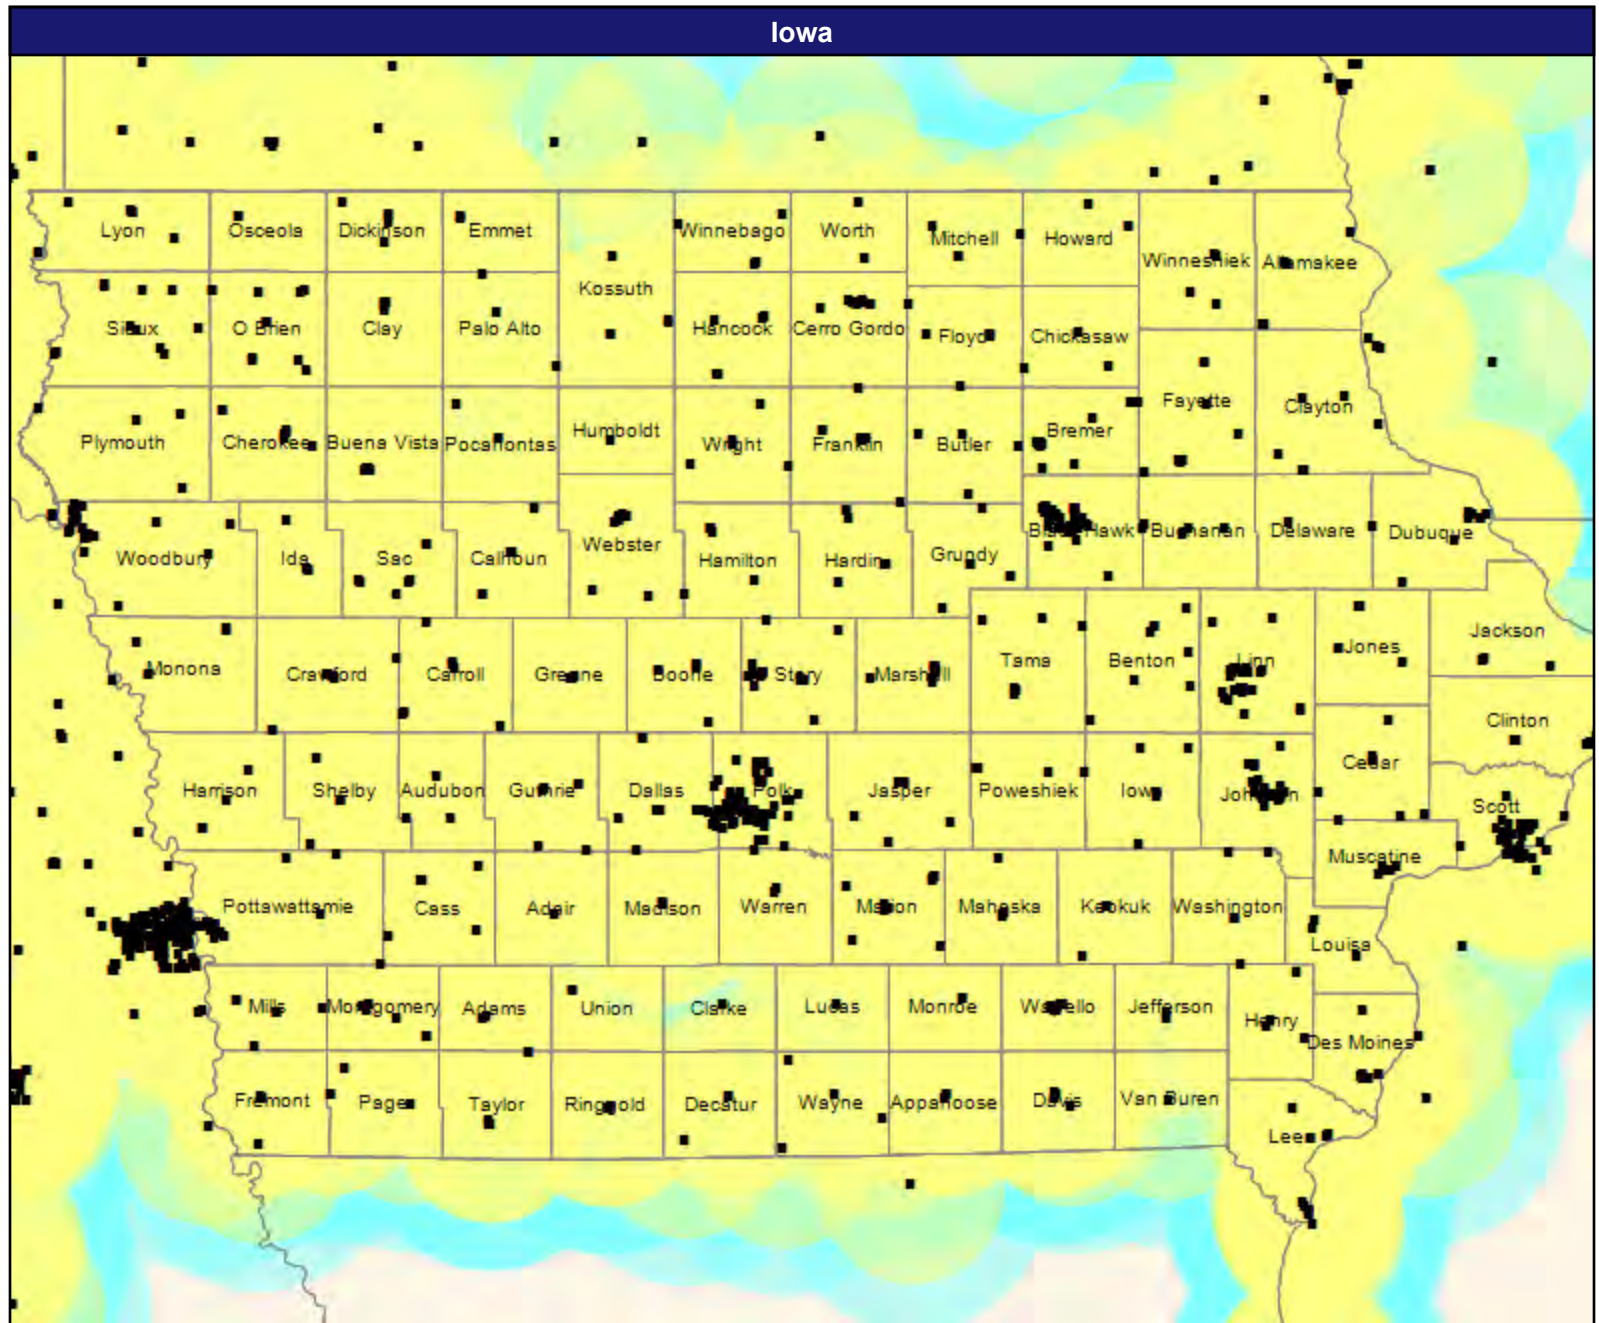 Iowa
Lyon
Osceola
Dickinson
Emmet
Winnebago
Worth
Mitchell
Howard
Winneshiek
Allamakee
Kossuth
Sioux
O Brien
Clay
Palo Alto
Hancock
Cerro Gordo
Floyd
Chickasaw
Fayette
Clayton
Plymouth
Cherokee
Buena Vista
Pocahontas
Humboldt
Wright
Franklin
Butler
Bremer
Woodbury
Ida
Sac
Calhoun
Webster
Hamilton
Hardin
Grundy
Black Hawk
Buchanan
Delaware
Dubuque
Monona
Crawford
Carroll
Greene
Boone
Story
Marshall
Tama
Benton
Linn
Jones
Jackson
Clinton
Harrison
Shelby
Audubon
Guthrie
Dallas
Polk
Jasper
Poweshiek
Iowa
Johnson
Cedar
Scott
Muscatine
Pottawattamie
Cass
Adair
Madison
Warren
Marion
Mahaska
Keokuk
Washington
Louisa
Mills
Montgomery
Adams
Union
Clarke
Lucas
Monroe
Wapello
Jefferson
Henry
Des Moines
Fremont
Page
Taylor
Ringgold
Decatur
Wayne
Appanoose
Davis
Van Buren
Lee